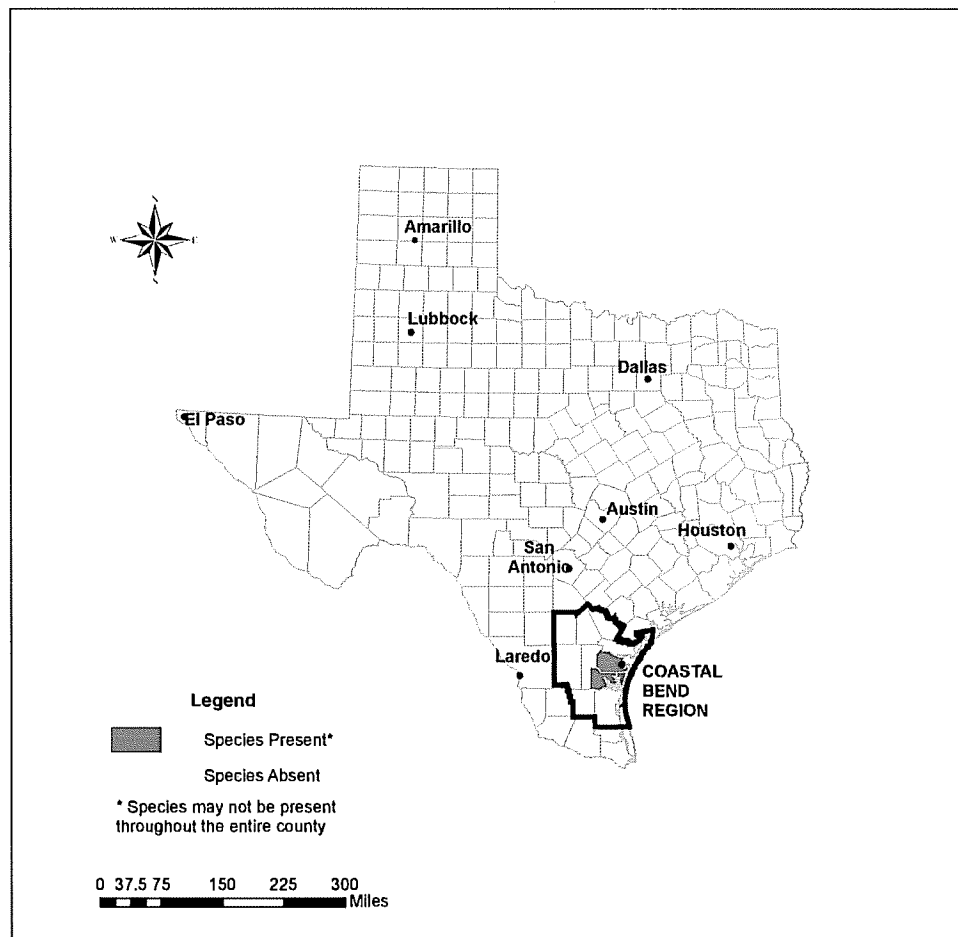 N
W
E
S
Amarillo
Lubbock
Dallas
El Paso
Austin
Houston
San
Antonio
Laredo
COASTAL
BEND
REGION
Legend
Species Present*
Species Absent
* Species may not be present
throughout the entire county
0 37.5 75 150 225 300
Miles